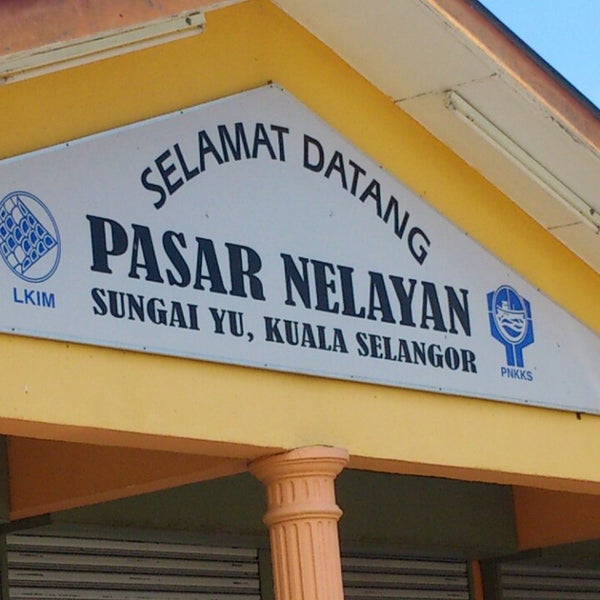 SELAMAT DATANG
PASAR NELAYAN
SUNGAI YU, KUALA SELANGOR
LKIM
PNKKS